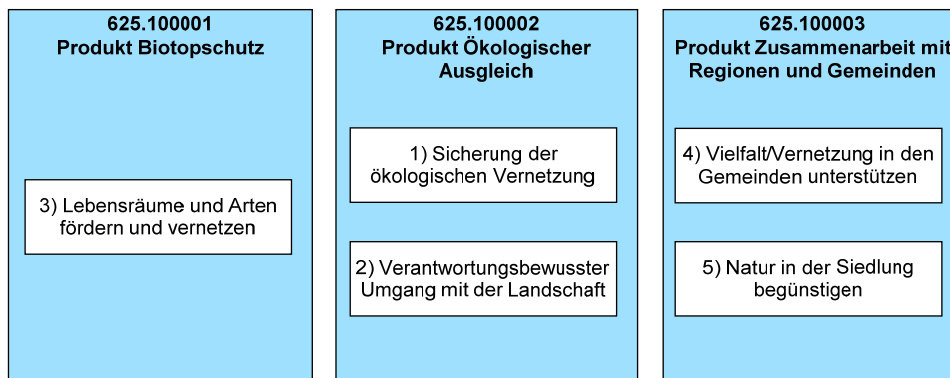 625.100001
Produkt Biotopschutz
3) Lebensräume und Arten
fördern und vernetzen
625.100002
Produkt Ökologischer
Ausgleich
1) Sicherung der
ökologischen Vernetzung
2) Verantwortungsbewusster
Umgang mit der Landschaft
625.100003
Produkt Zusammenarbeit mit
Regionen und Gemeinden
4) Vielfalt/Vernetzung in den
Gemeinden unterstützen
5) Natur in der Siedlung
begünstigen